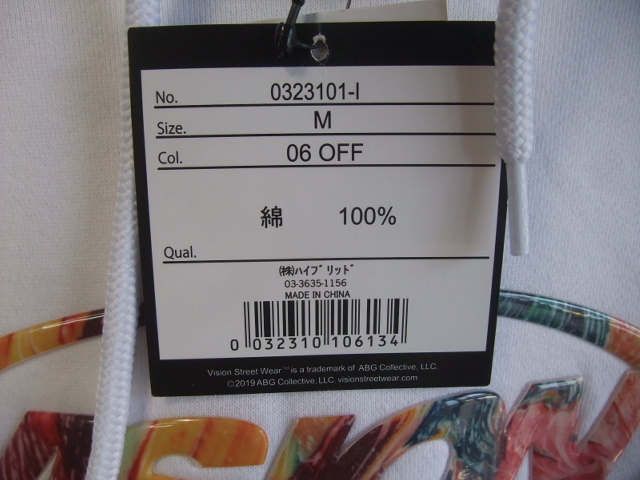 No. 0323101-I
Size. M
Col. 06 OFF
綿 100%
Qual.
㈱ハイブリッド
03-3635-1156
MADE IN CHINA
0 032310 106134
Vision Street Wear™ is a trademark of ABG Collective, LLC.
©2019 ABG Collective, LLC. visionstreetwear.com